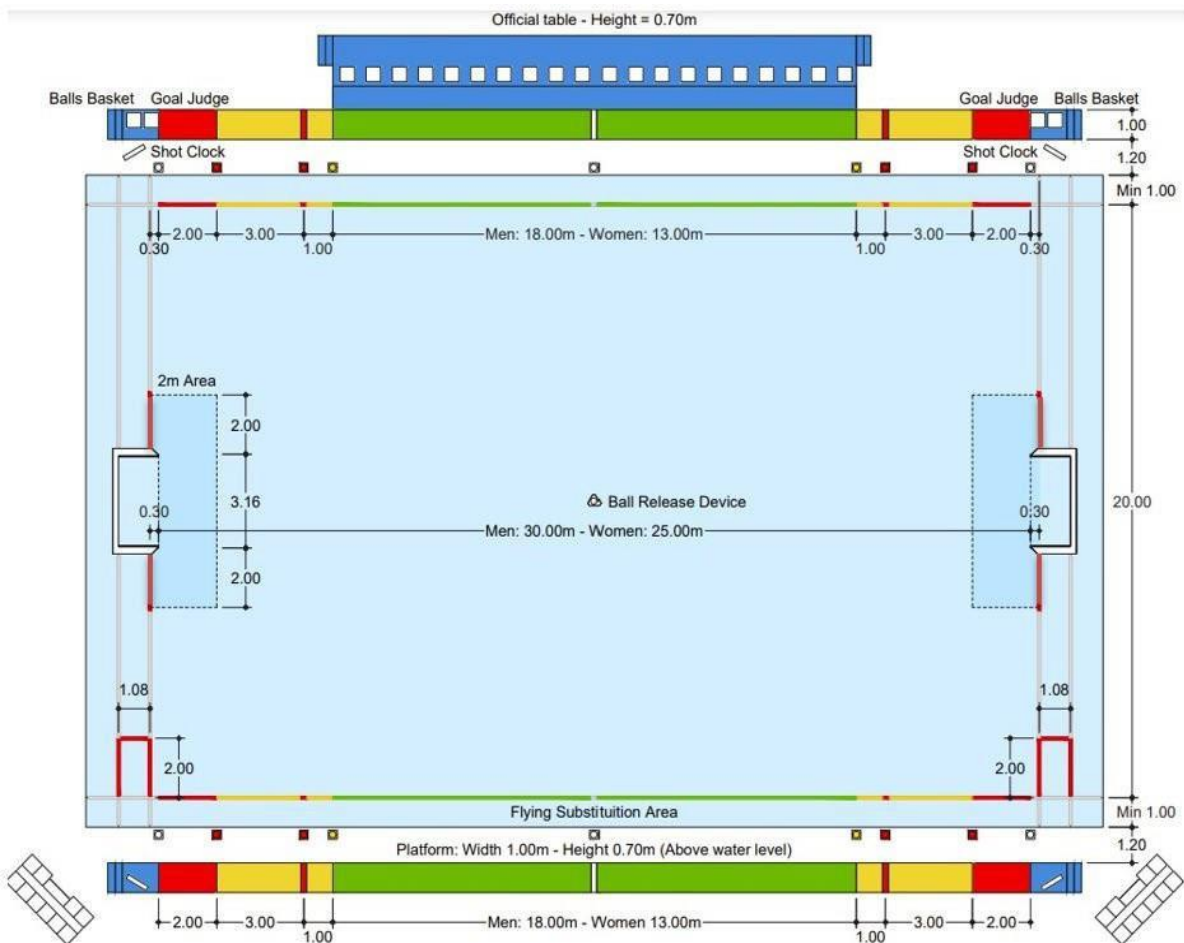 Official table - Height = 0.70m
Balls Basket Goal Judge Goal Judge Balls Basket
1.00
Shot Clock Shot Clock
1.20
Min 1.00
2.00 3.00 Men: 18.00m - Women: 13.00m 3.00 2.00
0.30 1.00 1.00 0.30
2m Area
2.00
3.16 Ball Release Device 20.00
0.30 0.30
Men: 30.00m - Women: 25.00m
2.00
1.08 1.08
2.00 2.00
Flying Substituition Area Min 1.00
Platform: Width 1.00m - Height 0.70m (Above water level) 1.20
2.00 3.00 Men: 18.00m - Women 13.00m 3.00 2.00
1.00 1.00